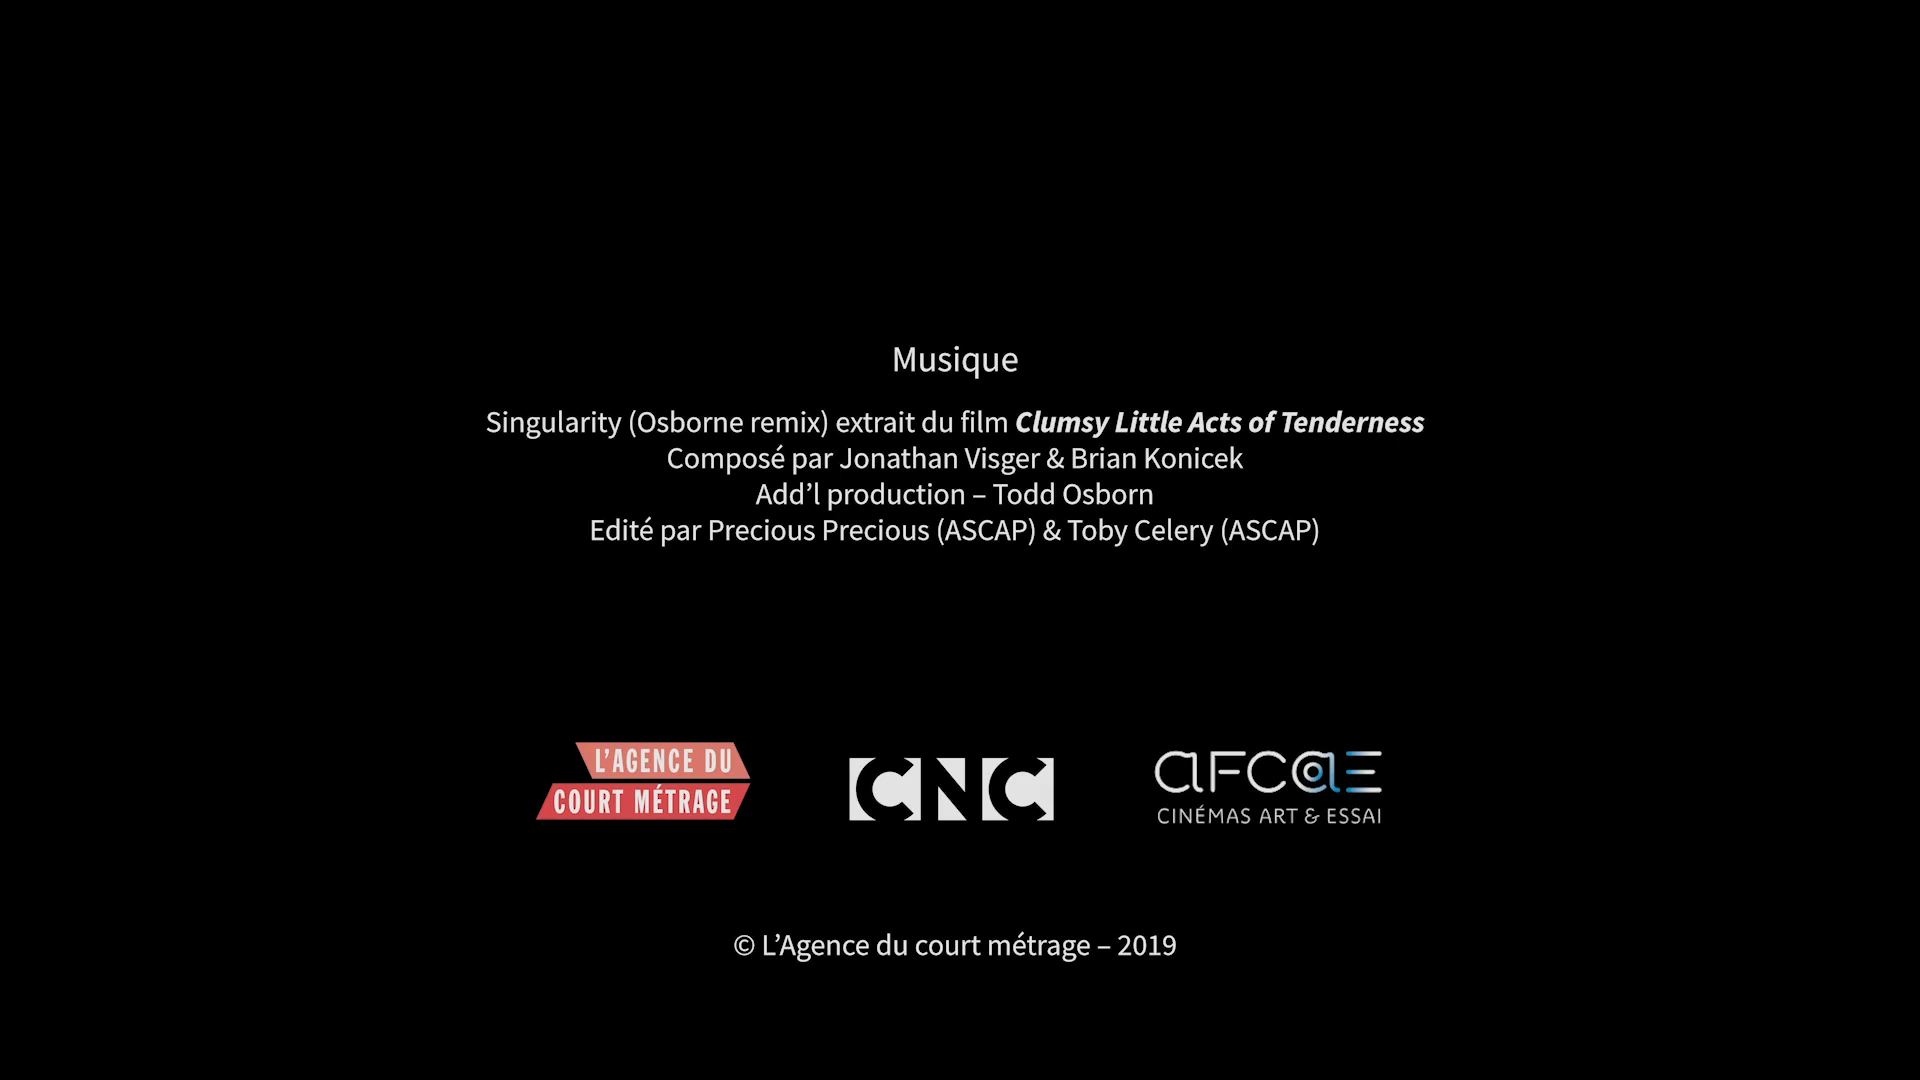 Musique
Singularity (Osborne remix) extrait du film Clumsy Little Acts of Tenderness
Composé par Jonathan Visger & Brian Konicek
Add’l production – Todd Osborn
Edité par Precious Precious (ASCAP) & Toby Celery (ASCAP)
L’AGENCE DU
COURT MÉTRAGE
CNC
AFCAE
CINÉMAS ART & ESSAI
© L’Agence du court métrage – 2019